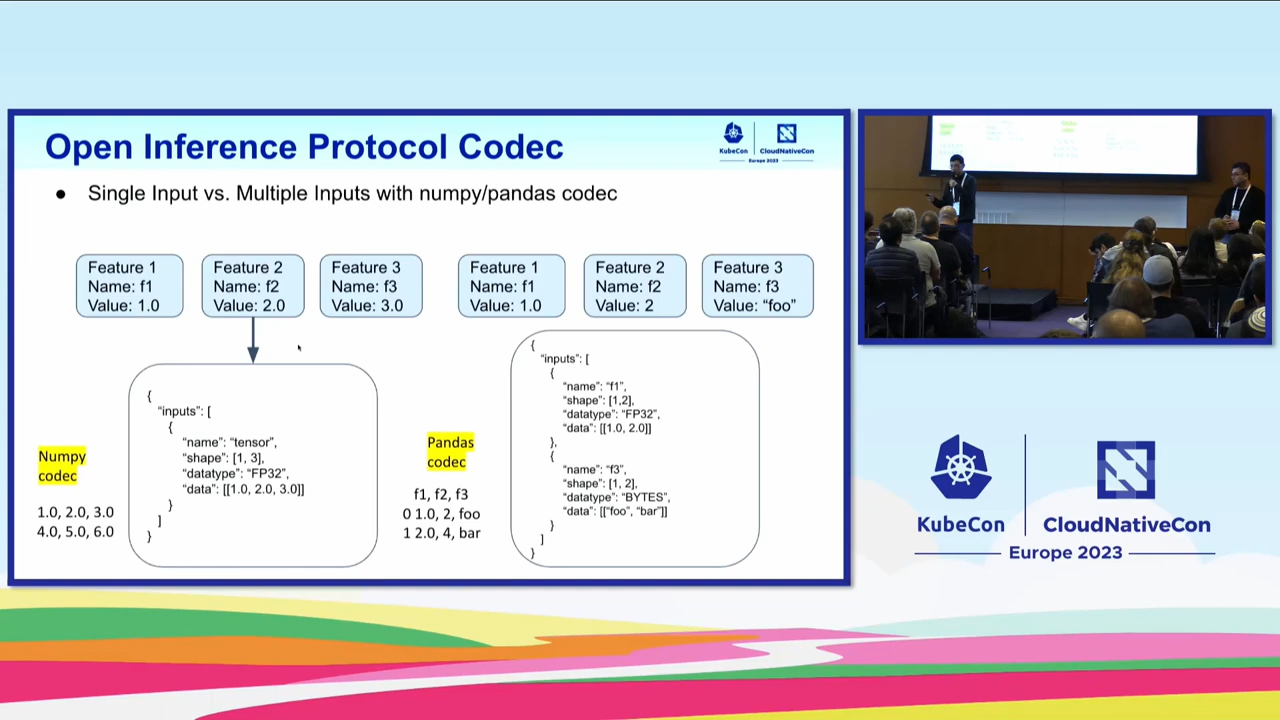 Open Inference Protocol Codec
KubeCon
CloudNativeCon
Europe 2023
● Single Input vs. Multiple Inputs with numpy/pandas codec
Feature 1
Name: f1
Value: 1.0
Feature 2
Name: f2
Value: 2.0
Feature 3
Name: f3
Value: 3.0
Feature 1
Name: f1
Value: 1.0
Feature 2
Name: f2
Value: 2
Feature 3
Name: f3
Value: “foo”
Numpy
codec
1.0, 2.0, 3.0
4.0, 5.0, 6.0
{
“inputs”: [
{
“name”: “tensor”,
“shape”: [1, 3],
“datatype”: “FP32”,
“data”: [[1.0, 2.0, 3.0]]
}
]
}
Pandas
codec
f1, f2, f3
0 1.0, 2, foo
1 2.0, 4, bar
{
“inputs”: [
{
“name”: “f1”,
“shape”: [1,2],
“datatype”: “FP32”,
“data”: [[1.0, 2.0]]
},
{
“name”: “f3”,
“shape”: [1, 2],
“datatype”: “BYTES”,
“data”: [[“foo”, “bar”]]
}
]
}
KubeCon
CloudNativeCon
Europe 2023